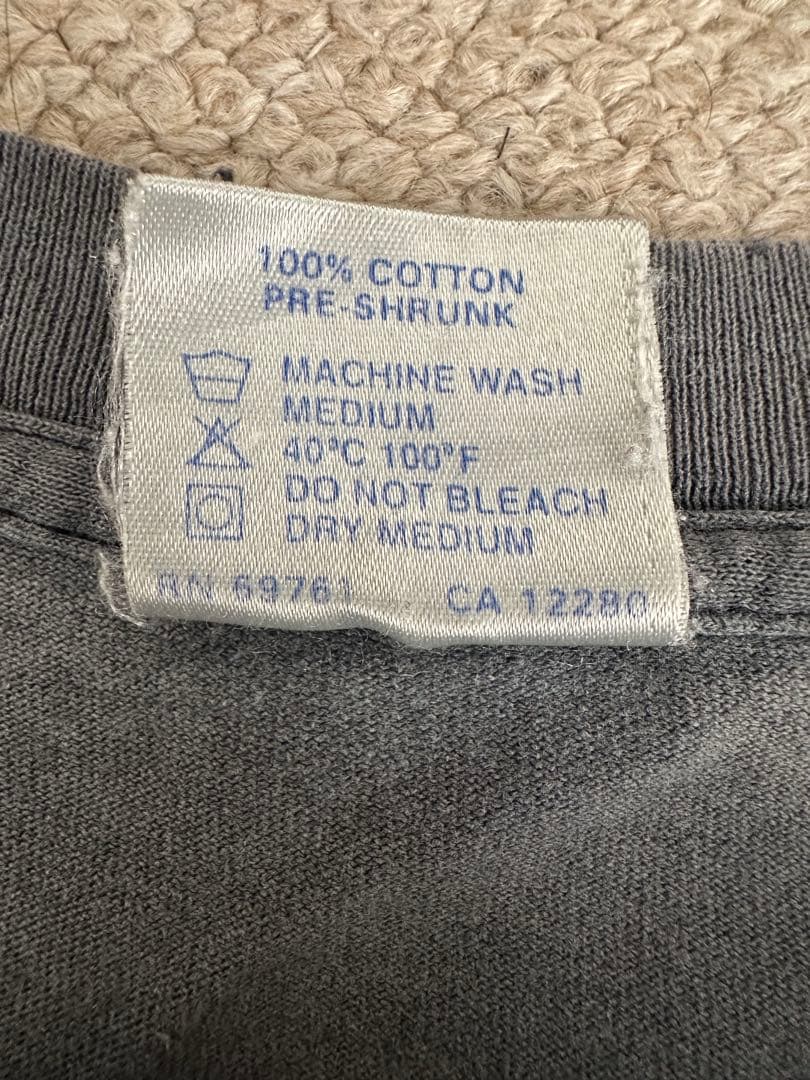 100% COTTON
PRE-SHRUNK
MACHINE WASH
MEDIUM
40°C 100°F
DO NOT BLEACH
DRY MEDIUM
RN 69761 CA 12280